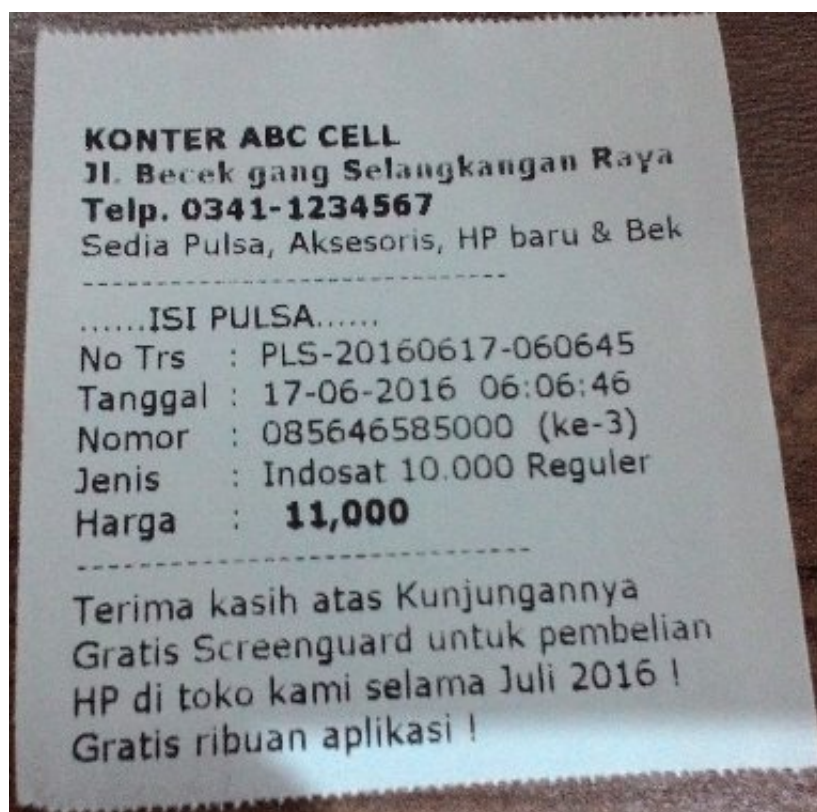 KONTER ABC CELL
Jl. Becek gang Selangkangan Raya
Telp. 0341-1234567
Sedia Pulsa, Aksesoris, HP baru & Bek
--------------------------------
......ISI PULSA......
No Trs : PLS-20160617-060645
Tanggal : 17-06-2016 06:06:46
Nomor : 085646585000 (ke-3)
Jenis : Indosat 10.000 Reguler
Harga : 11,000
--------------------------------
Terima kasih atas Kunjungannya
Gratis Screenguard untuk pembelian
HP di toko kami selama Juli 2016 !
Gratis ribuan aplikasi !